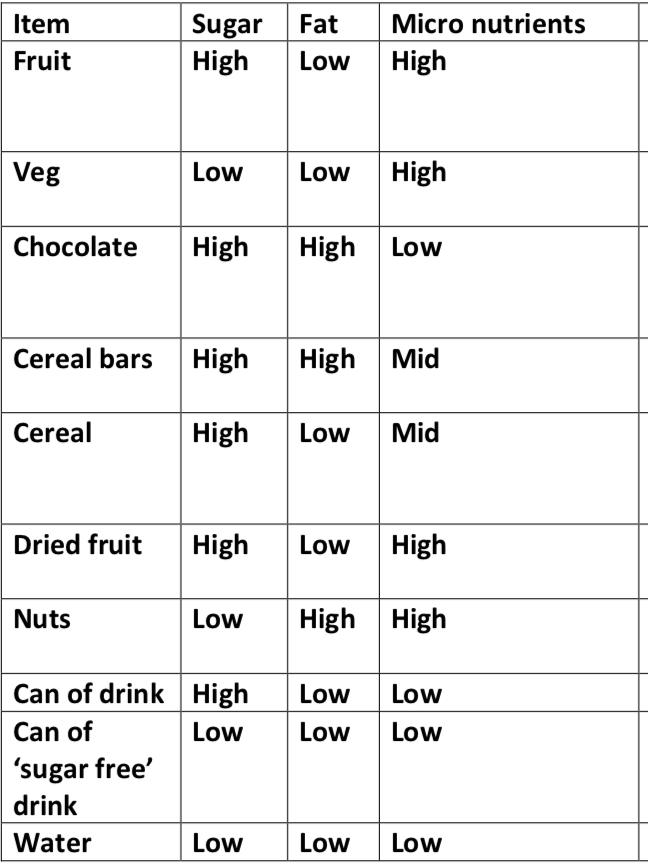 Item Sugar Fat Micro nutrients
Fruit High Low High
Veg Low Low High
Chocolate High High Low
Cereal bars High High Mid
Cereal High Low Mid
Dried fruit High Low High
Nuts Low High High
Can of drink High Low Low
Can of Low Low Low
‘sugar free’
drink
Water Low Low Low